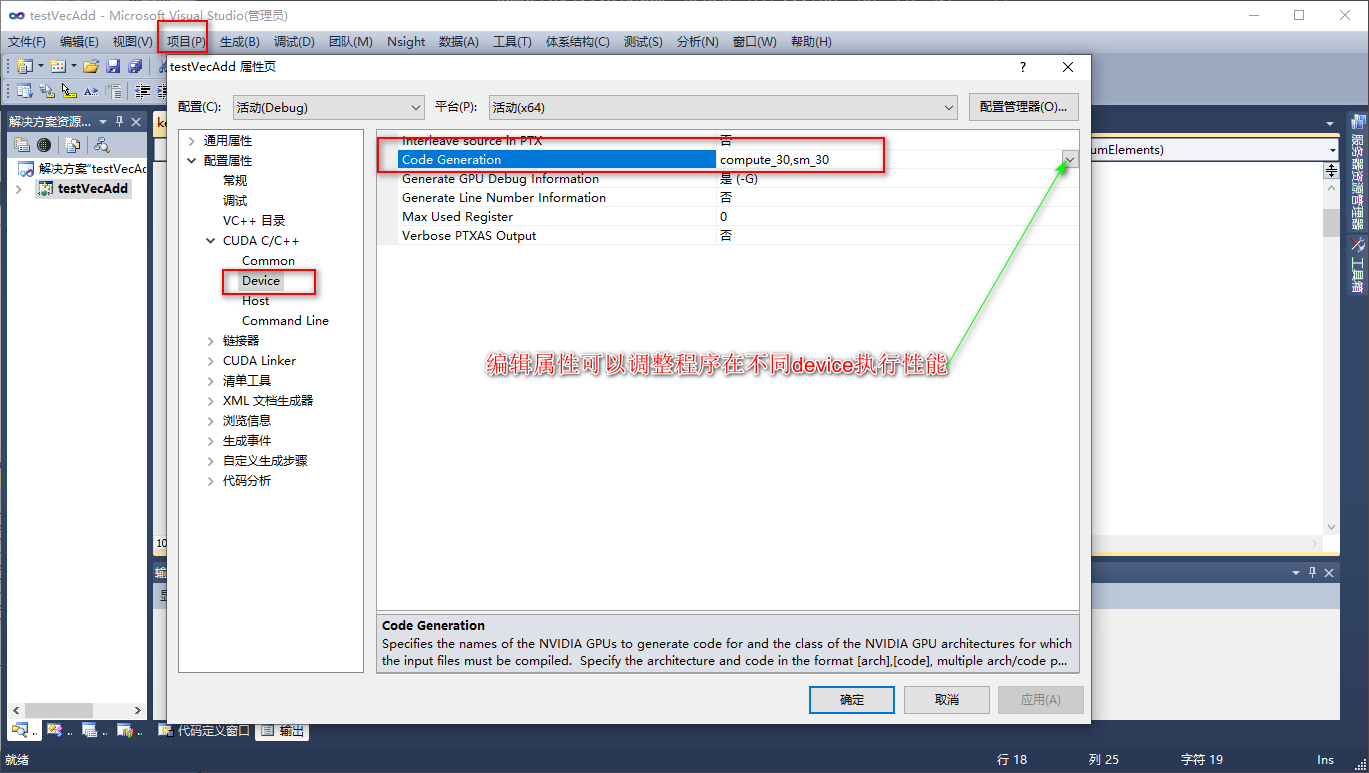 testVecAdd - Microsoft Visual Studio(管理员)
文件(F) 编辑(E) 视图(V) 项目(P) 生成(B) 调试(D) 团队(M) Nsight 数据(A) 工具(T) 体系结构(C) 测试(S) 分析(N) 窗口(W) 帮助(H)
testVecAdd 属性页
配置(C): 活动(Debug) 平台(P): 活动(x64) 配置管理器(O)...
解决方案资源...
解决方案"testVecAc
testVecAdd
通用属性
配置属性
常规
调试
VC++ 目录
CUDA C/C++
Common
Device
Host
Command Line
链接器
CUDA Linker
清单工具
XML 文档生成器
浏览信息
生成事件
自定义生成步骤
代码分析
Interleave source in PTX 否
Code Generation compute_30,sm_30
Generate GPU Debug Information 是 (-G)
Generate Line Number Information 否
Max Used Register 0
Verbose PTXAS Output 否
编辑属性可以调整程序在不同device执行性能
Code Generation
Specifies the names of the NVIDIA GPUs to generate code for and the class of the NVIDIA GPU architectures for which
the input files must be compiled. Specify the architecture and code in the format [arch],[code], multiple arch/code p...
确定 取消 应用(A)
umElements)
服务器资源管理器
工具箱
10
输
代码定义窗口 输出
就绪 行 18 列 25 字符 19 Ins